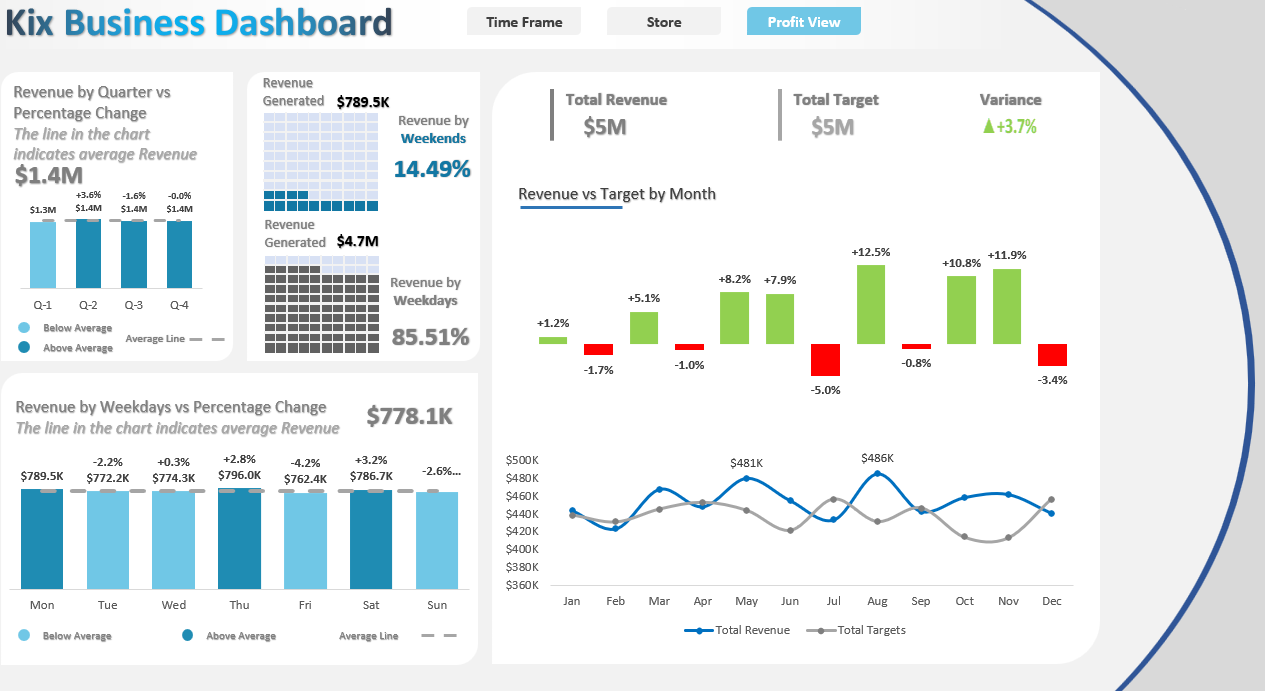 Kix Business Dashboard
Time Frame
Store
Profit View
Revenue by Quarter vs
Percentage Change
The line in the chart
indicates average Revenue
$1.4M
$1.3M
+3.6%
$1.4M
-1.6%
$1.4M
-0.0%
$1.4M
Q-1 Q-2 Q-3 Q-4
Below Average
Above Average
Average Line
Revenue
Generated $789.5K
Revenue by
Weekends
14.49%
Revenue
Generated $4.7M
Revenue by
Weekdays
85.51%
Revenue by Weekdays vs Percentage Change
The line in the chart indicates average Revenue
$778.1K
$789.5K
-2.2%
$772.2K
+0.3%
$774.3K
+2.8%
$796.0K
-4.2%
$762.4K
+3.2%
$786.7K
-2.6%...
Mon Tue Wed Thu Fri Sat Sun
Below Average
Above Average
Average Line
Total Revenue
$5M
Total Target
$5M
Variance
▲+3.7%
Revenue vs Target by Month
+1.2%
-1.7%
+5.1%
-1.0%
+8.2%
+7.9%
-5.0%
+12.5%
-0.8%
+10.8%
+11.9%
-3.4%
$500K
$480K
$460K
$440K
$420K
$400K
$380K
$360K
$481K
$486K
Jan Feb Mar Apr May Jun Jul Aug Sep Oct Nov Dec
Total Revenue
Total Targets